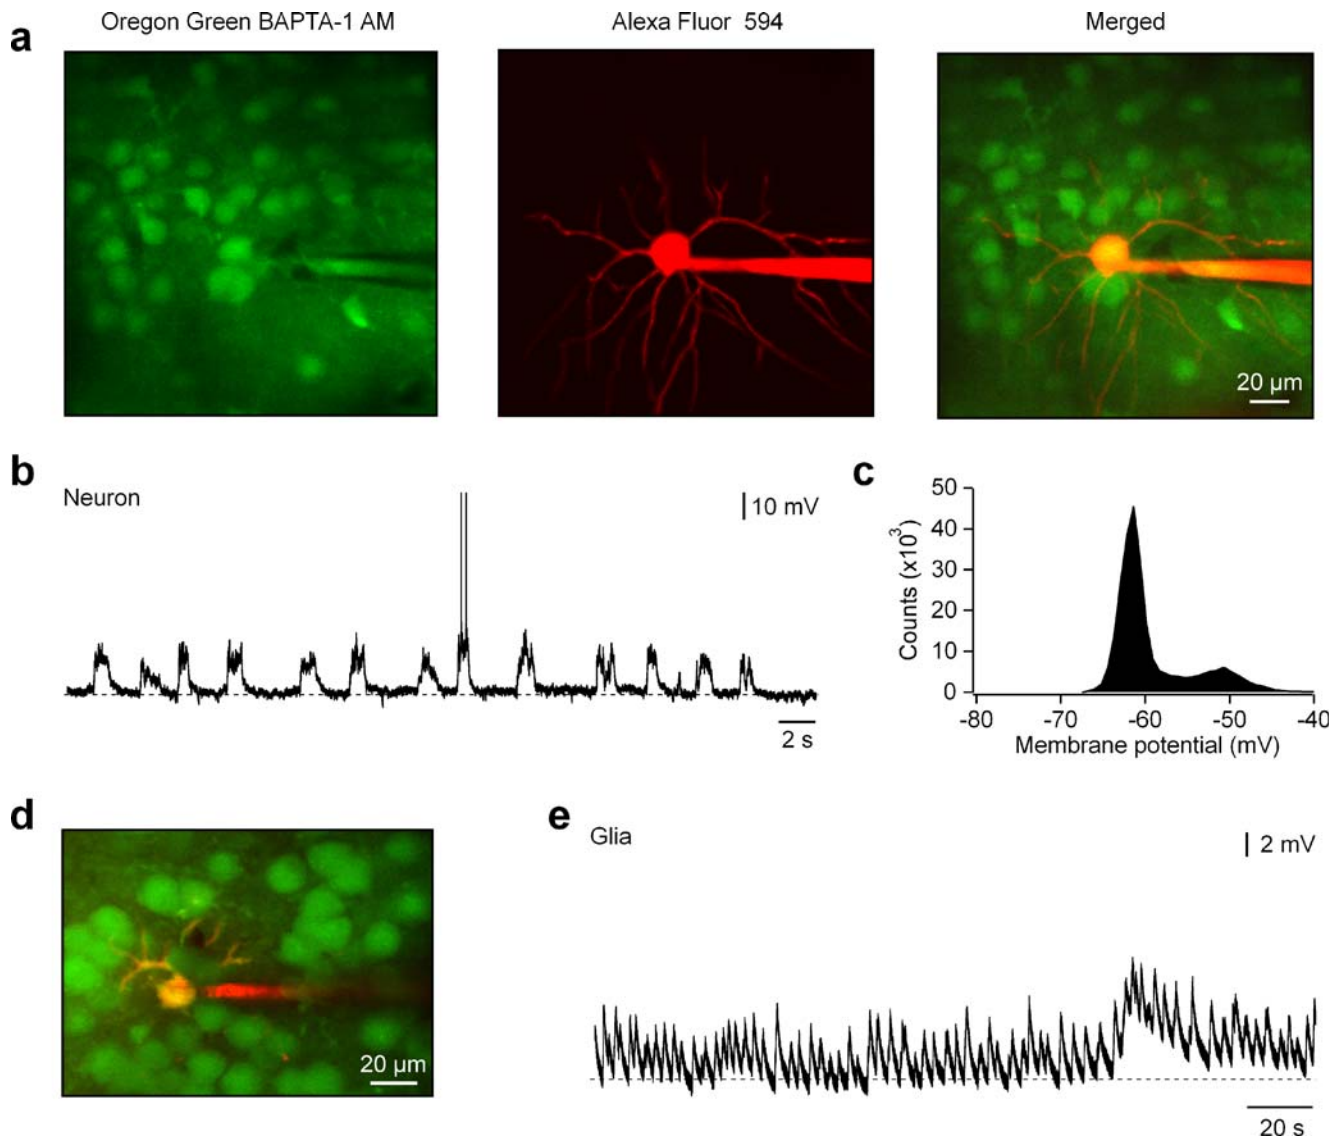 Oregon Green BAPTA-1 AM
Alexa Fluor 594
Merged
a
20 µm
b
Neuron
10 mV
2 s
c
Counts (x10³)
50
40
30
20
10
0
-80 -70 -60 -50 -40
Membrane potential (mV)
d
20 µm
e
Glia
2 mV
20 s